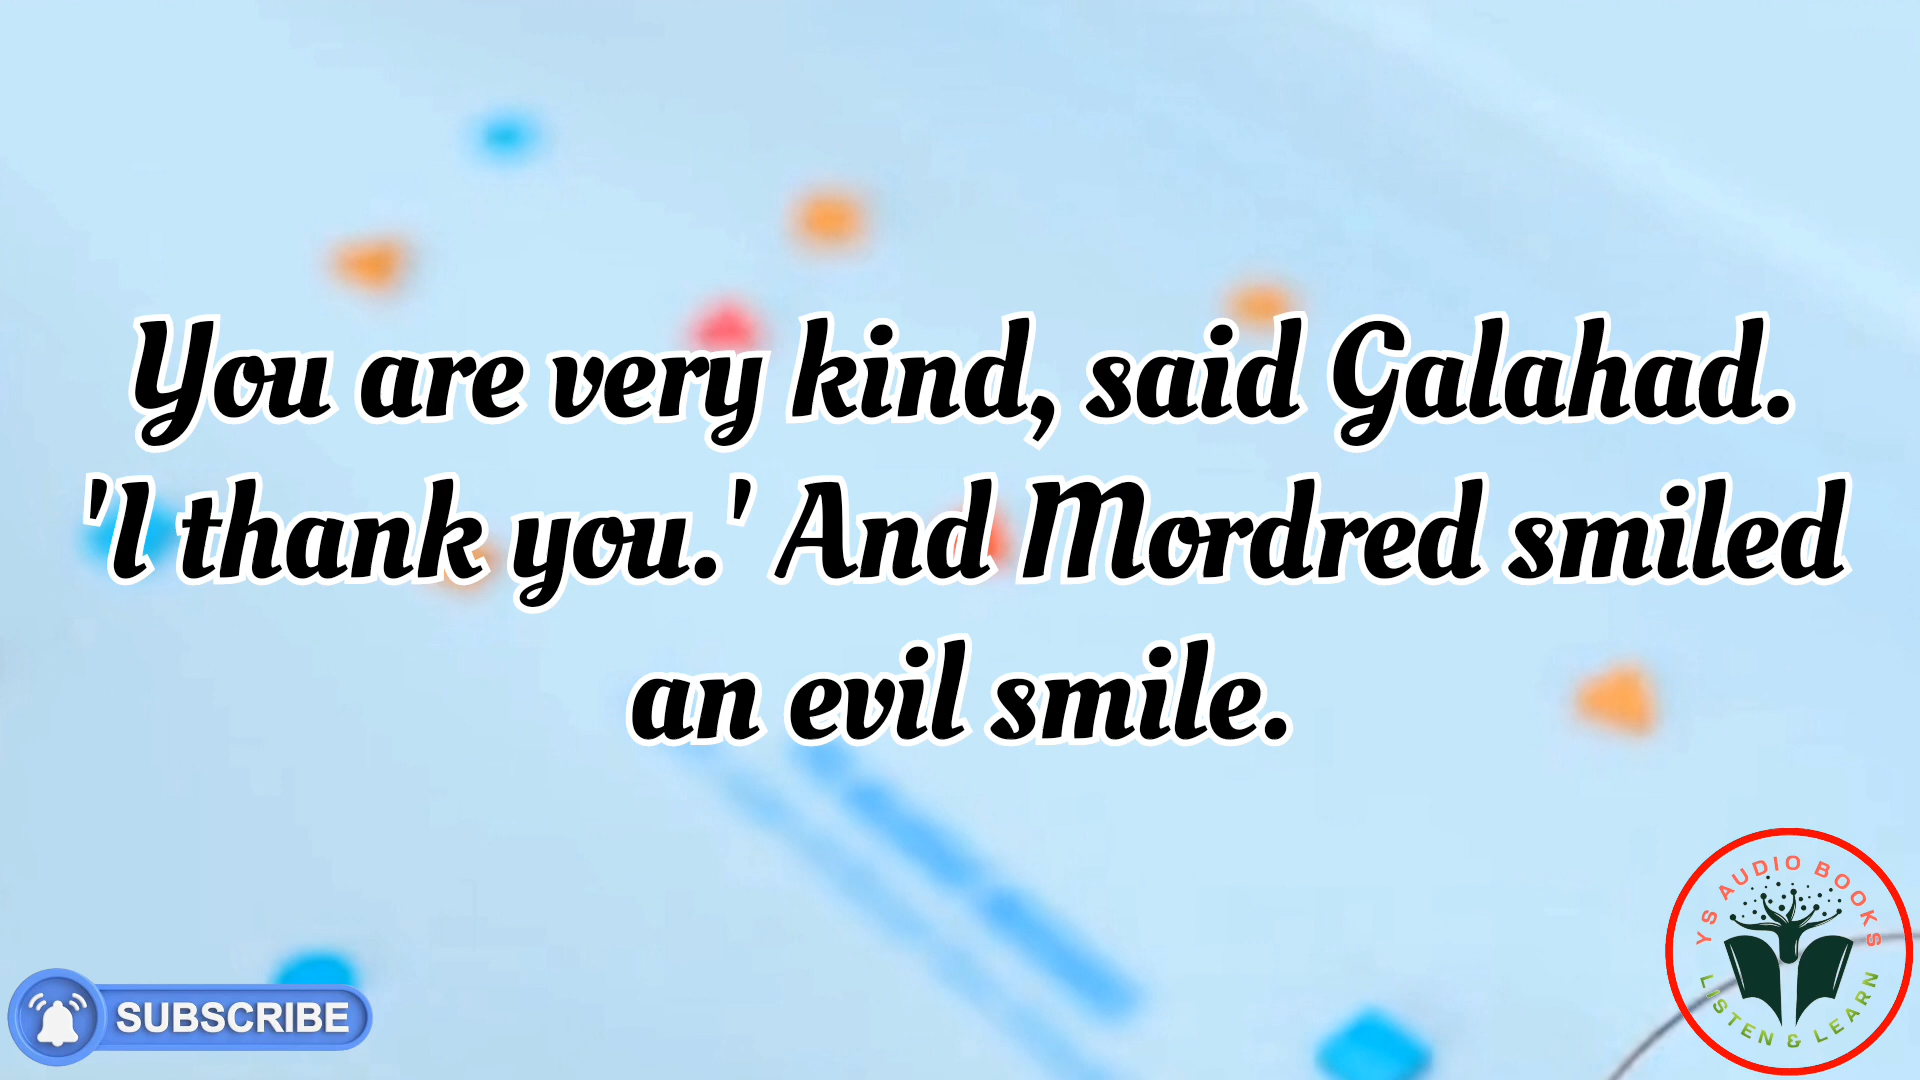 You are very kind, said Galahad.
'I thank you.' And Mordred smiled
an evil smile.
SUBSCRIBE
YS AUDIO BOOKS
LISTEN & LEARN